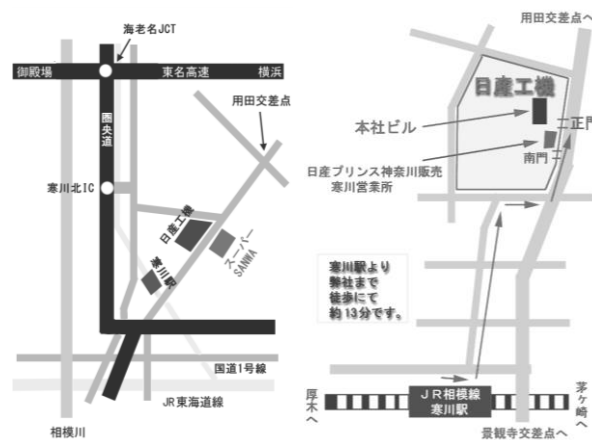 海老名JCT
御殿場
東名高速
横浜
圏央道
用田交差点
寒川北IC
日産工機
スーパー
SANWA
寒川駅
国道1号線
JR東海道線
相模川
用田交差点へ
日産工機
本社ビル
正門
南門
日産プリンス神奈川販売
寒川営業所
寒川駅より
弊社まで
徒歩にて
約13分です。
厚木へ
JR相模線
寒川駅
茅ヶ崎へ
景観寺交差点へ